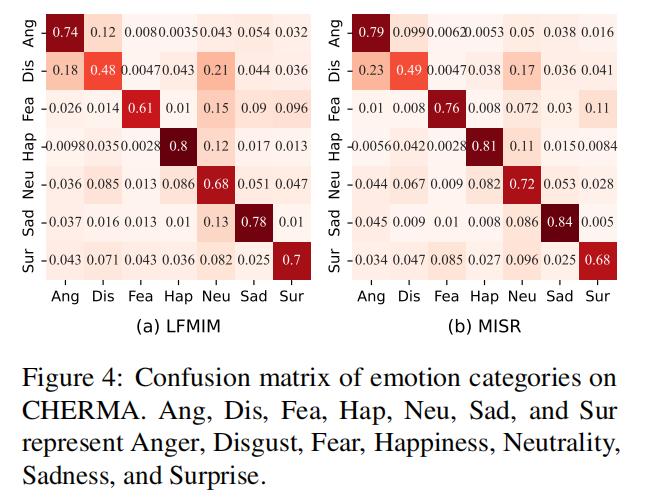 Ang 0.74 0.12 0.008 0.0035 0.043 0.054 0.032
Dis 0.18 0.48 0.0047 0.043 0.21 0.044 0.036
Fea 0.026 0.014 0.61 0.01 0.15 0.09 0.096
Hap 0.0098 0.035 0.0028 0.8 0.12 0.017 0.013
Neu 0.036 0.085 0.013 0.086 0.68 0.051 0.047
Sad 0.037 0.016 0.013 0.01 0.13 0.78 0.01
Sur 0.043 0.071 0.043 0.036 0.082 0.025 0.7
Ang Dis Fea Hap Neu Sad Sur
(a) LFMIM
Ang 0.79 0.099 0.0062 0.0053 0.05 0.038 0.016
Dis 0.23 0.49 0.0047 0.038 0.17 0.036 0.041
Fea 0.01 0.008 0.76 0.008 0.072 0.03 0.11
Hap 0.0056 0.042 0.0028 0.81 0.11 0.015 0.0084
Neu 0.044 0.067 0.009 0.082 0.72 0.053 0.028
Sad 0.045 0.009 0.01 0.008 0.086 0.84 0.005
Sur 0.034 0.047 0.085 0.027 0.096 0.025 0.68
Ang Dis Fea Hap Neu Sad Sur
(b) MISR
Figure 4: Confusion matrix of emotion categories on
CHERMA. Ang, Dis, Fea, Hap, Neu, Sad, and Sur
represent Anger, Disgust, Fear, Happiness, Neutrality,
Sadness, and Surprise.